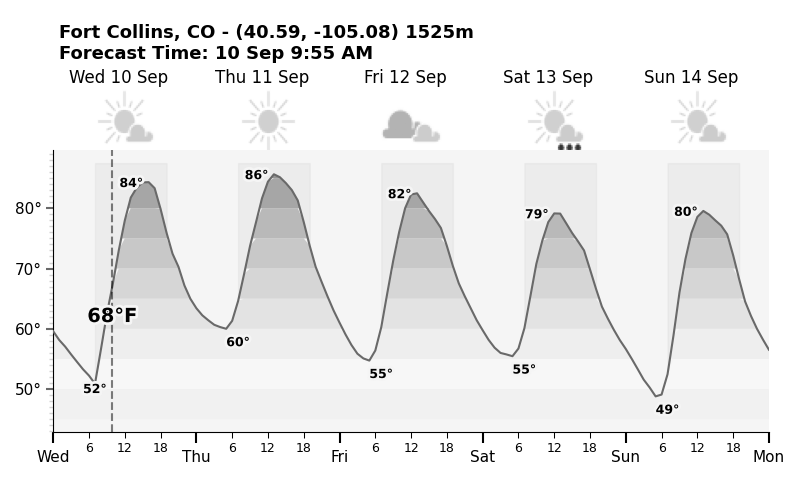 Fort Collins, CO - (40.59, -105.08) 1525m
Forecast Time: 10 Sep 9:55 AM
Wed 10 Sep Thu 11 Sep Fri 12 Sep Sat 13 Sep Sun 14 Sep
84° 86° 82° 79° 80°
80°
70°
68°F
60°
60°
55° 55°
52° 49°
50°
6 12 18 6 12 18 6 12 18 6 12 18 6 12 18
Wed Thu Fri Sat Sun Mon